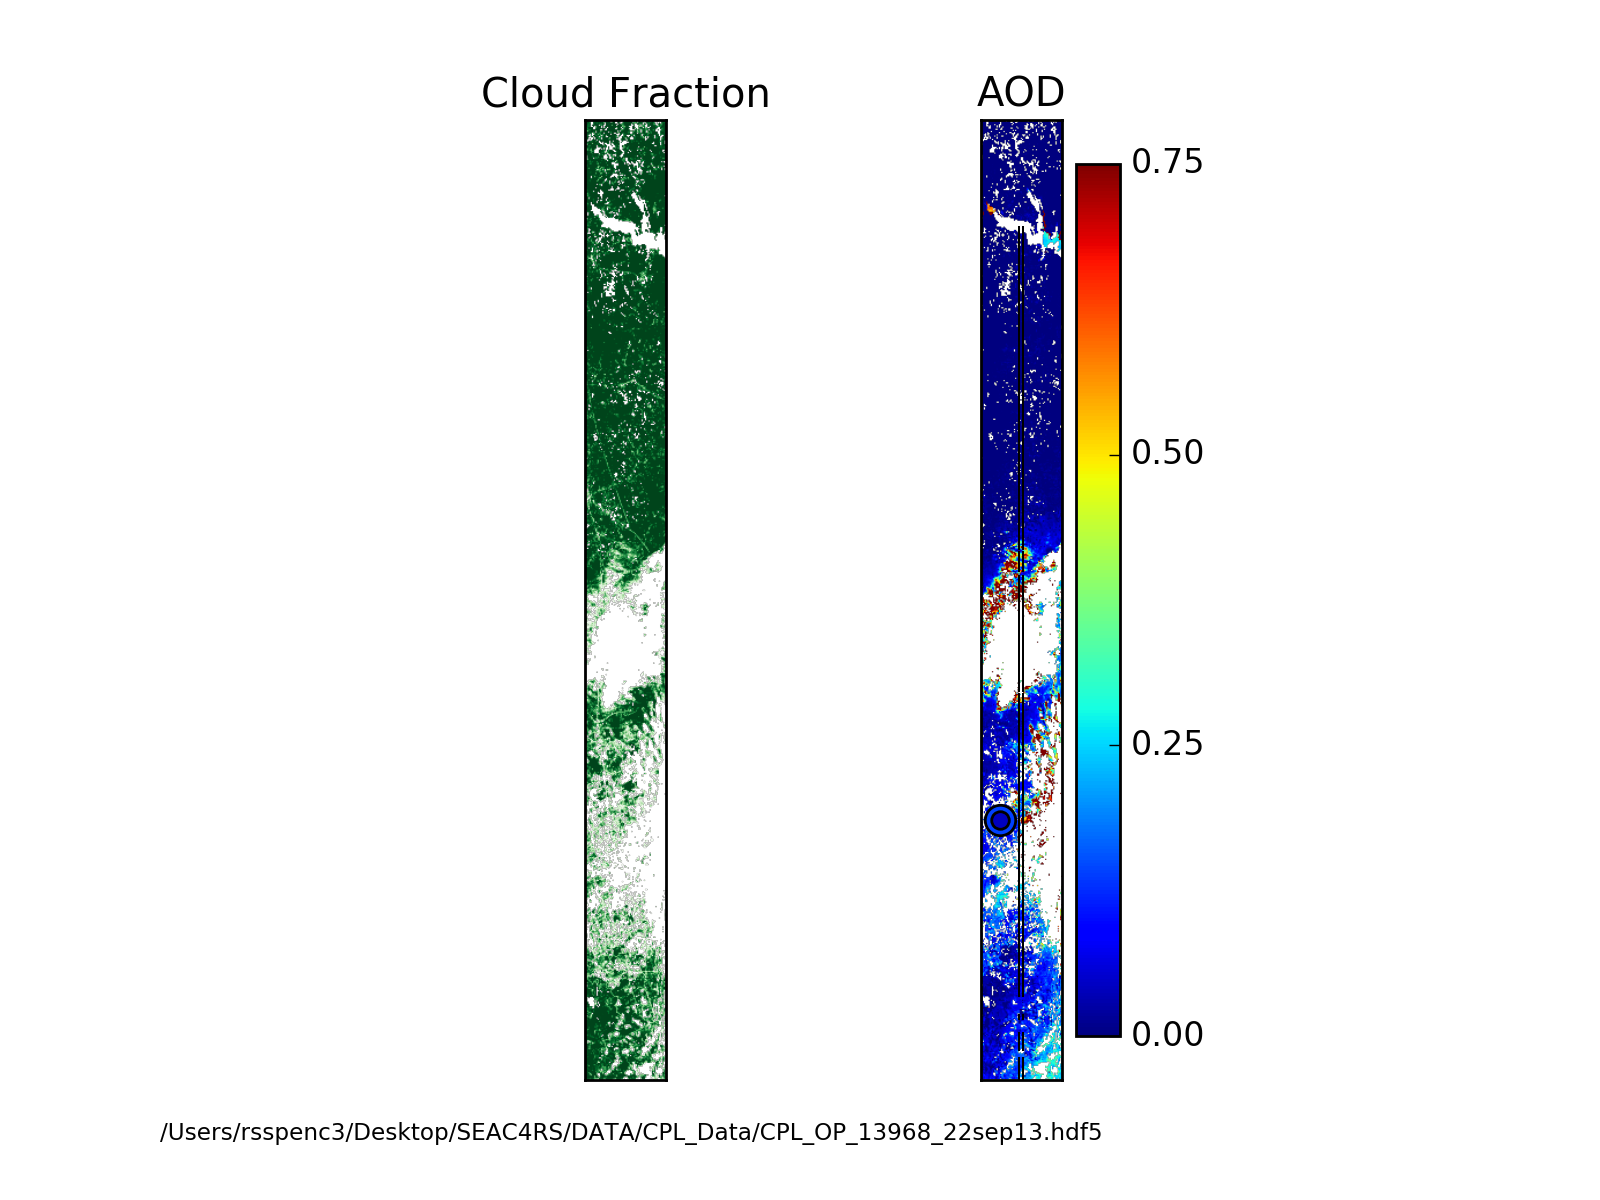 Cloud Fraction
AOD
0.75
0.50
0.25
0.00
/Users/rsspenc3/Desktop/SEAC4RS/DATA/CPL_Data/CPL_OP_13968_22sep13.hdf5